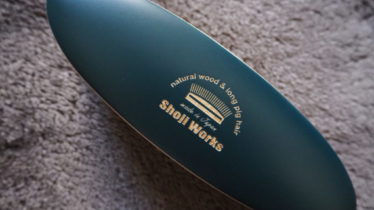 natural wood & long pig hair
made in Japan
shoji Works